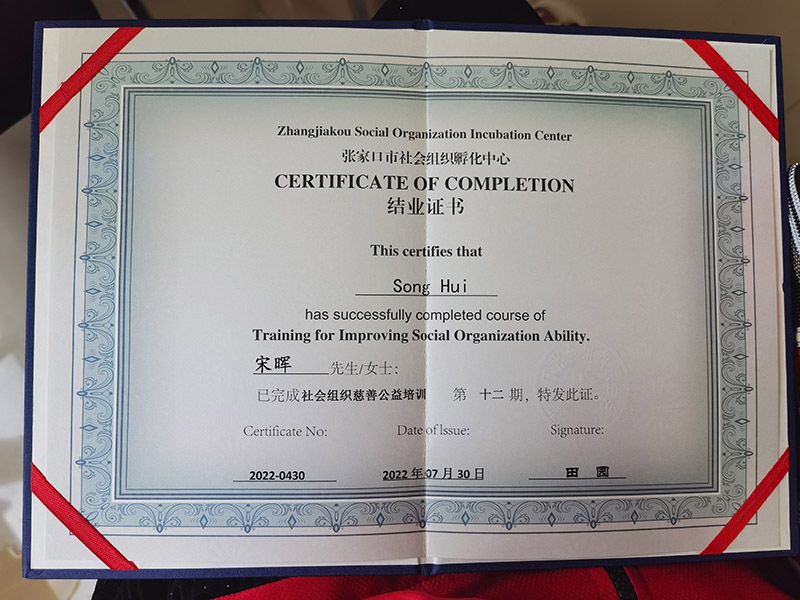 Zhangjiakou Social Organization Incubation Center
张家口市社会组织孵化中心
CERTIFICATE OF COMPLETION
结业证书
This certifies that
Song Hui
has successfully completed course of
Training for Improving Social Organization Ability.
宋晖 先生/女士:
已完成社会组织慈善公益培训 第 十二 期，特发此证。
Certificate No: Date of Issue: Signature:
2022-0430 2022 年 07 月 30 日 田 园